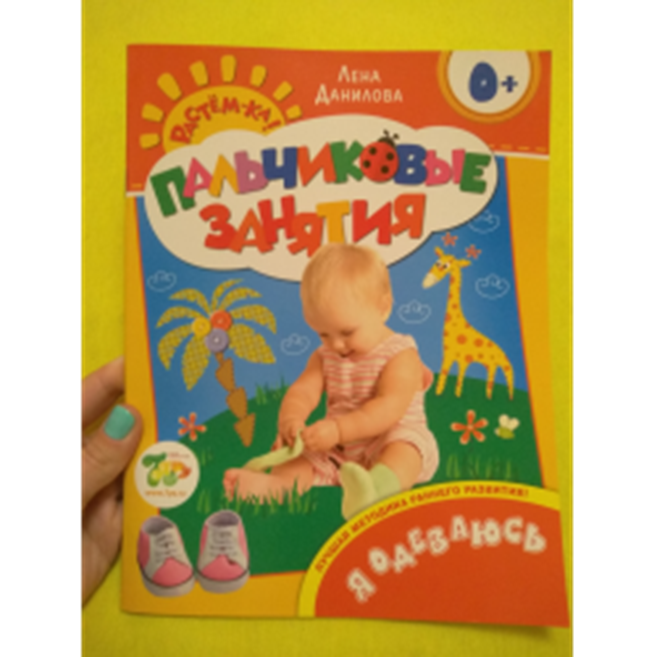 Лена
Данилова
0+
РАСТЁМ-КА!
ПАЛЬЧИКОВЫЕ
ЗАНЯТИЯ
ЛУЧШАЯ МЕТОДИКА РАННЕГО РАЗВИТИЯ!
Я ОДЕВАЮСЬ